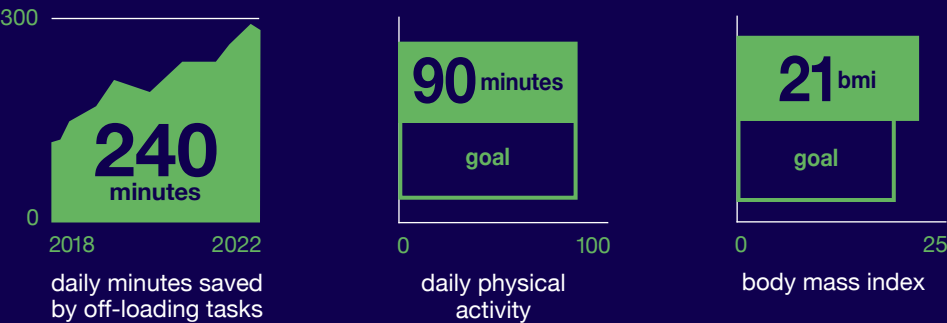 300
240
minutes
0
2018 2022
daily minutes saved
by off-loading tasks
90 minutes
goal
0 100
daily physical
activity
21 bmi
goal
0 25
body mass index